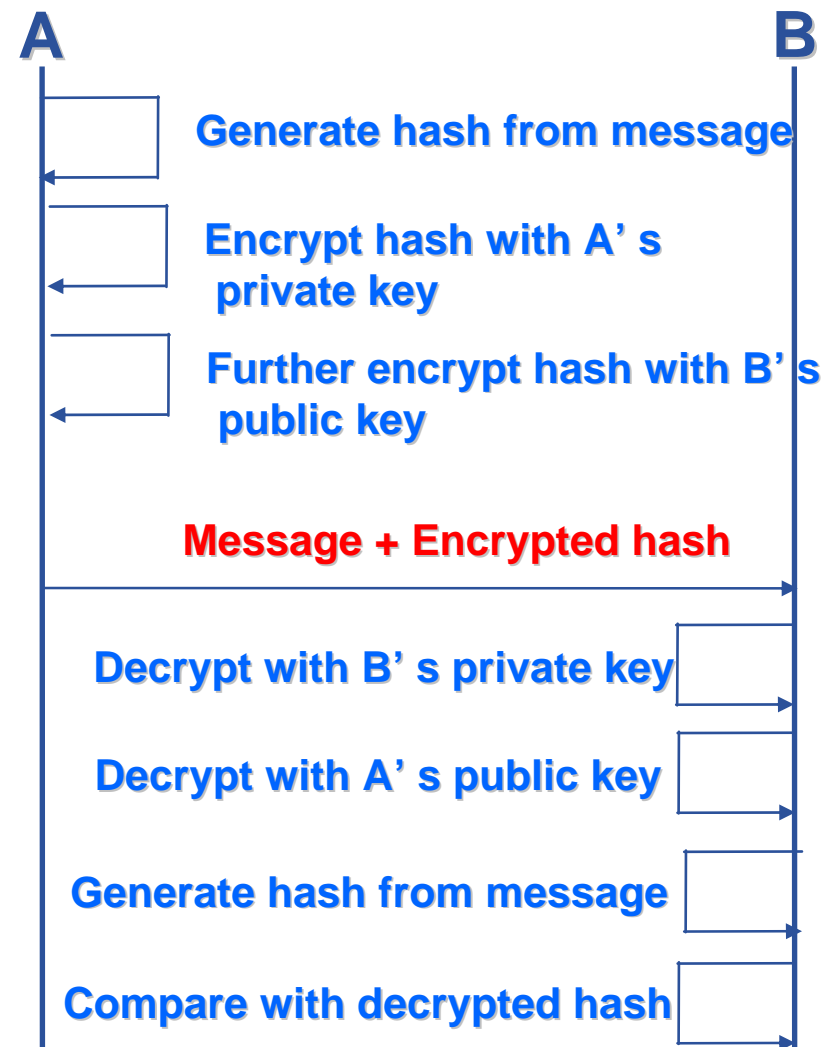 A B
Generate hash from message
Encrypt hash with A’ s
private key
Further encrypt hash with B’ s
public key
Message + Encrypted hash
Decrypt with B’ s private key
Decrypt with A’ s public key
Generate hash from message
Compare with decrypted hash